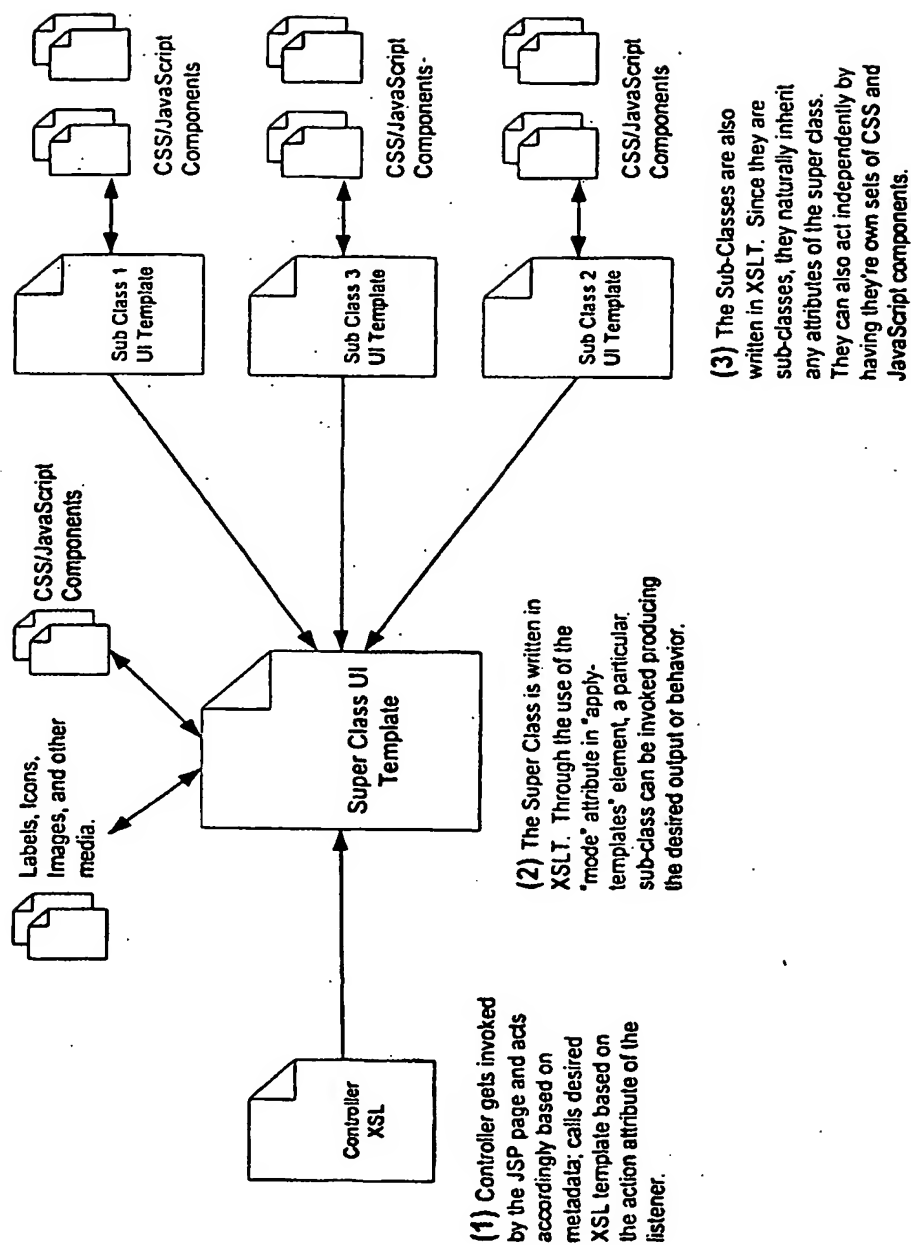 Labels, Icons,
Images, and other
media.
CSS/JavaScript
Components
Controller
XSL
Super Class UI
Template
Sub Class 1
UI Template
CSS/JavaScript
Components
Sub Class 3
UI Template
CSS/JavaScript
Components-
Sub Class 2
UI Template
CSS/JavaScript
Components
(1) Controller gets invoked
by the JSP page and acts
accordingly based on
metadata; calls desired
XSL template based on
the action attribute of the
listener.
(2) The Super Class is written in
XSLT. Through the use of the
"mode" attribute in "apply-
templates" element, a particular
sub-class can be invoked producing
the desired output or behavior.
(3) The Sub-Classes are also
written in XSLT. Since they are
sub-classes, they naturally inherit
any attributes of the super class.
They can also act independently by
having they're own sets of CSS and
JavaScript components.